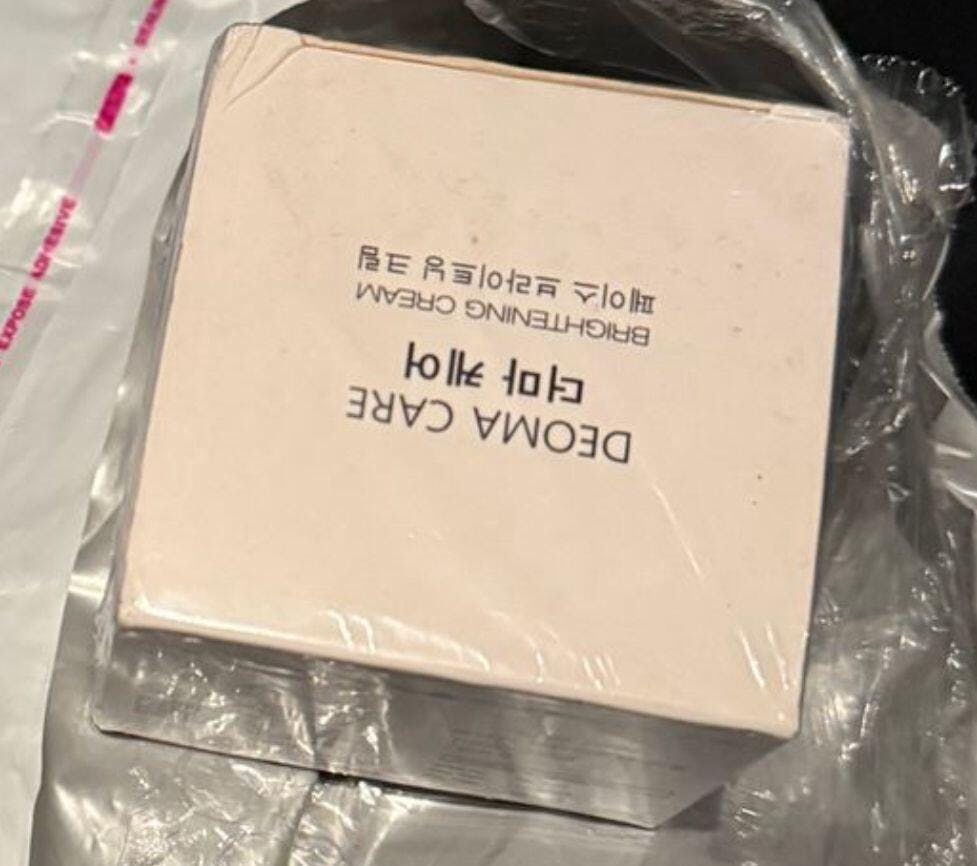 DEOMA CARE
더마 케어
BRIGHTENING CREAM
페이스 브라이트닝 크림
EXPOSE ADHESIVE